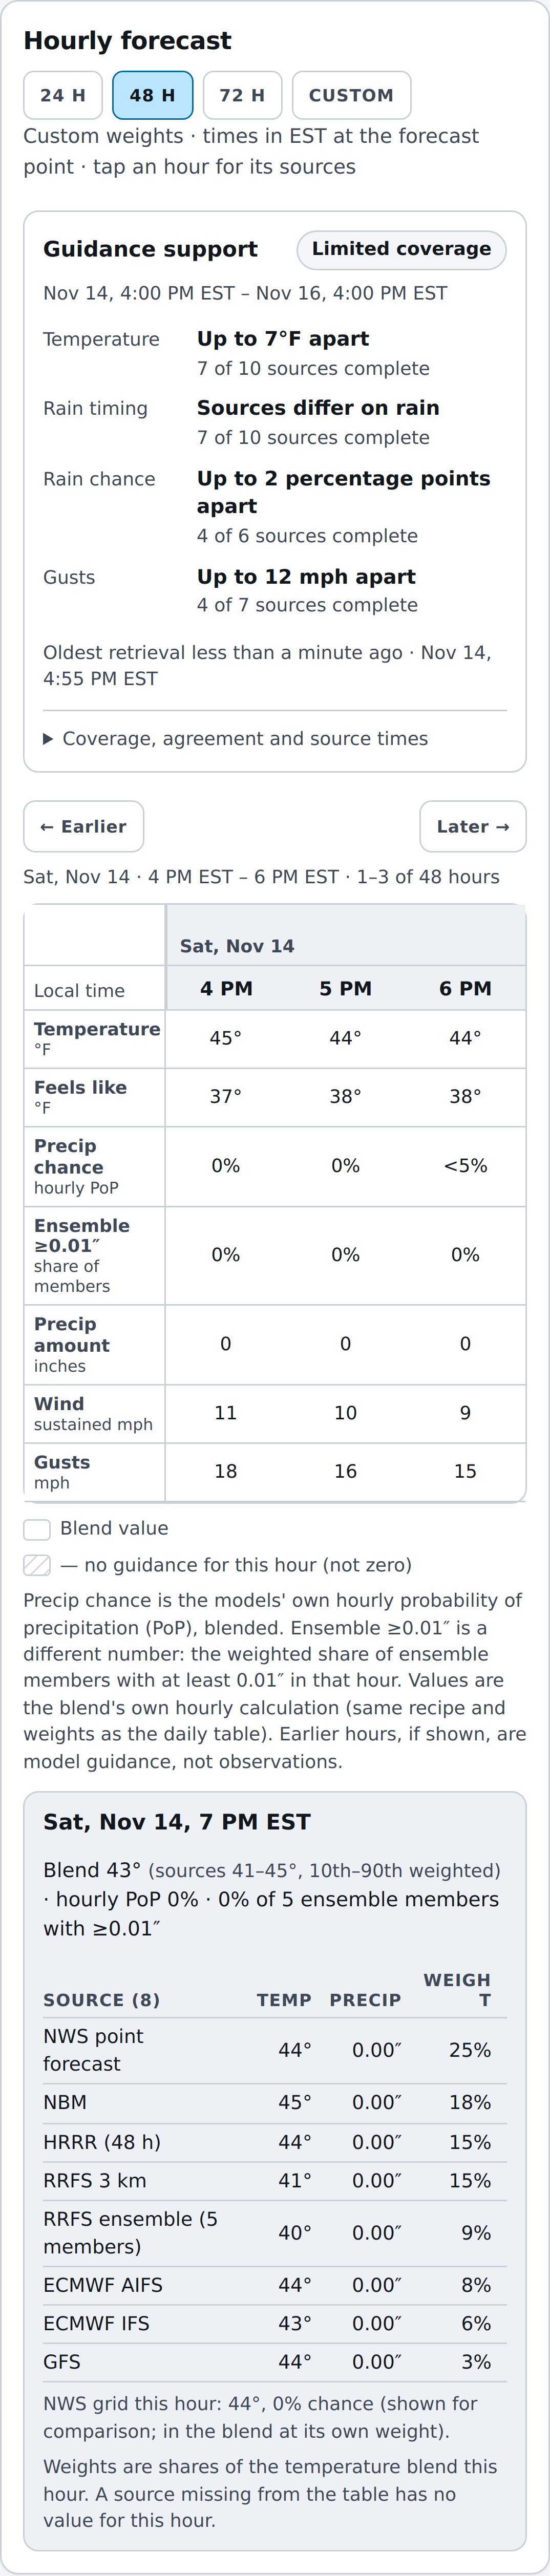 Hourly forecast
24 H 48 H 72 H CUSTOM
Custom weights · times in EST at the forecast
point · tap an hour for its sources
Guidance support Limited coverage
Nov 14, 4:00 PM EST – Nov 16, 4:00 PM EST
Temperature Up to 7°F apart
7 of 10 sources complete
Rain timing Sources differ on rain
7 of 10 sources complete
Rain chance Up to 2 percentage points
apart
4 of 6 sources complete
Gusts Up to 12 mph apart
4 of 7 sources complete
Oldest retrieval less than a minute ago · Nov 14,
4:55 PM EST
▶ Coverage, agreement and source times
← Earlier Later →
Sat, Nov 14 · 4 PM EST – 6 PM EST · 1–3 of 48 hours
Sat, Nov 14
Local time 4 PM 5 PM 6 PM
Temperature
°F 45° 44° 44°
Feels like
°F 37° 38° 38°
Precip
chance
hourly PoP 0% 0% <5%
Ensemble
≥0.01″
share of
members 0% 0% 0%
Precip
amount
inches 0 0 0
Wind
sustained mph 11 10 9
Gusts
mph 18 16 15
Blend value
— no guidance for this hour (not zero)
Precip chance is the models' own hourly probability of
precipitation (PoP), blended. Ensemble ≥0.01″ is a
different number: the weighted share of ensemble
members with at least 0.01″ in that hour. Values are
the blend's own hourly calculation (same recipe and
weights as the daily table). Earlier hours, if shown, are
model guidance, not observations.
Sat, Nov 14, 7 PM EST
Blend 43° (sources 41–45°, 10th–90th weighted)
· hourly PoP 0% · 0% of 5 ensemble members
with ≥0.01″
SOURCE (8) TEMP PRECIP WEIGH
T
NWS point
forecast 44° 0.00″ 25%
NBM 45° 0.00″ 18%
HRRR (48 h) 44° 0.00″ 15%
RRFS 3 km 41° 0.00″ 15%
RRFS ensemble (5
members) 40° 0.00″ 9%
ECMWF AIFS 44° 0.00″ 8%
ECMWF IFS 43° 0.00″ 6%
GFS 44° 0.00″ 3%
NWS grid this hour: 44°, 0% chance (shown for
comparison; in the blend at its own weight).
Weights are shares of the temperature blend this
hour. A source missing from the table has no
value for this hour.